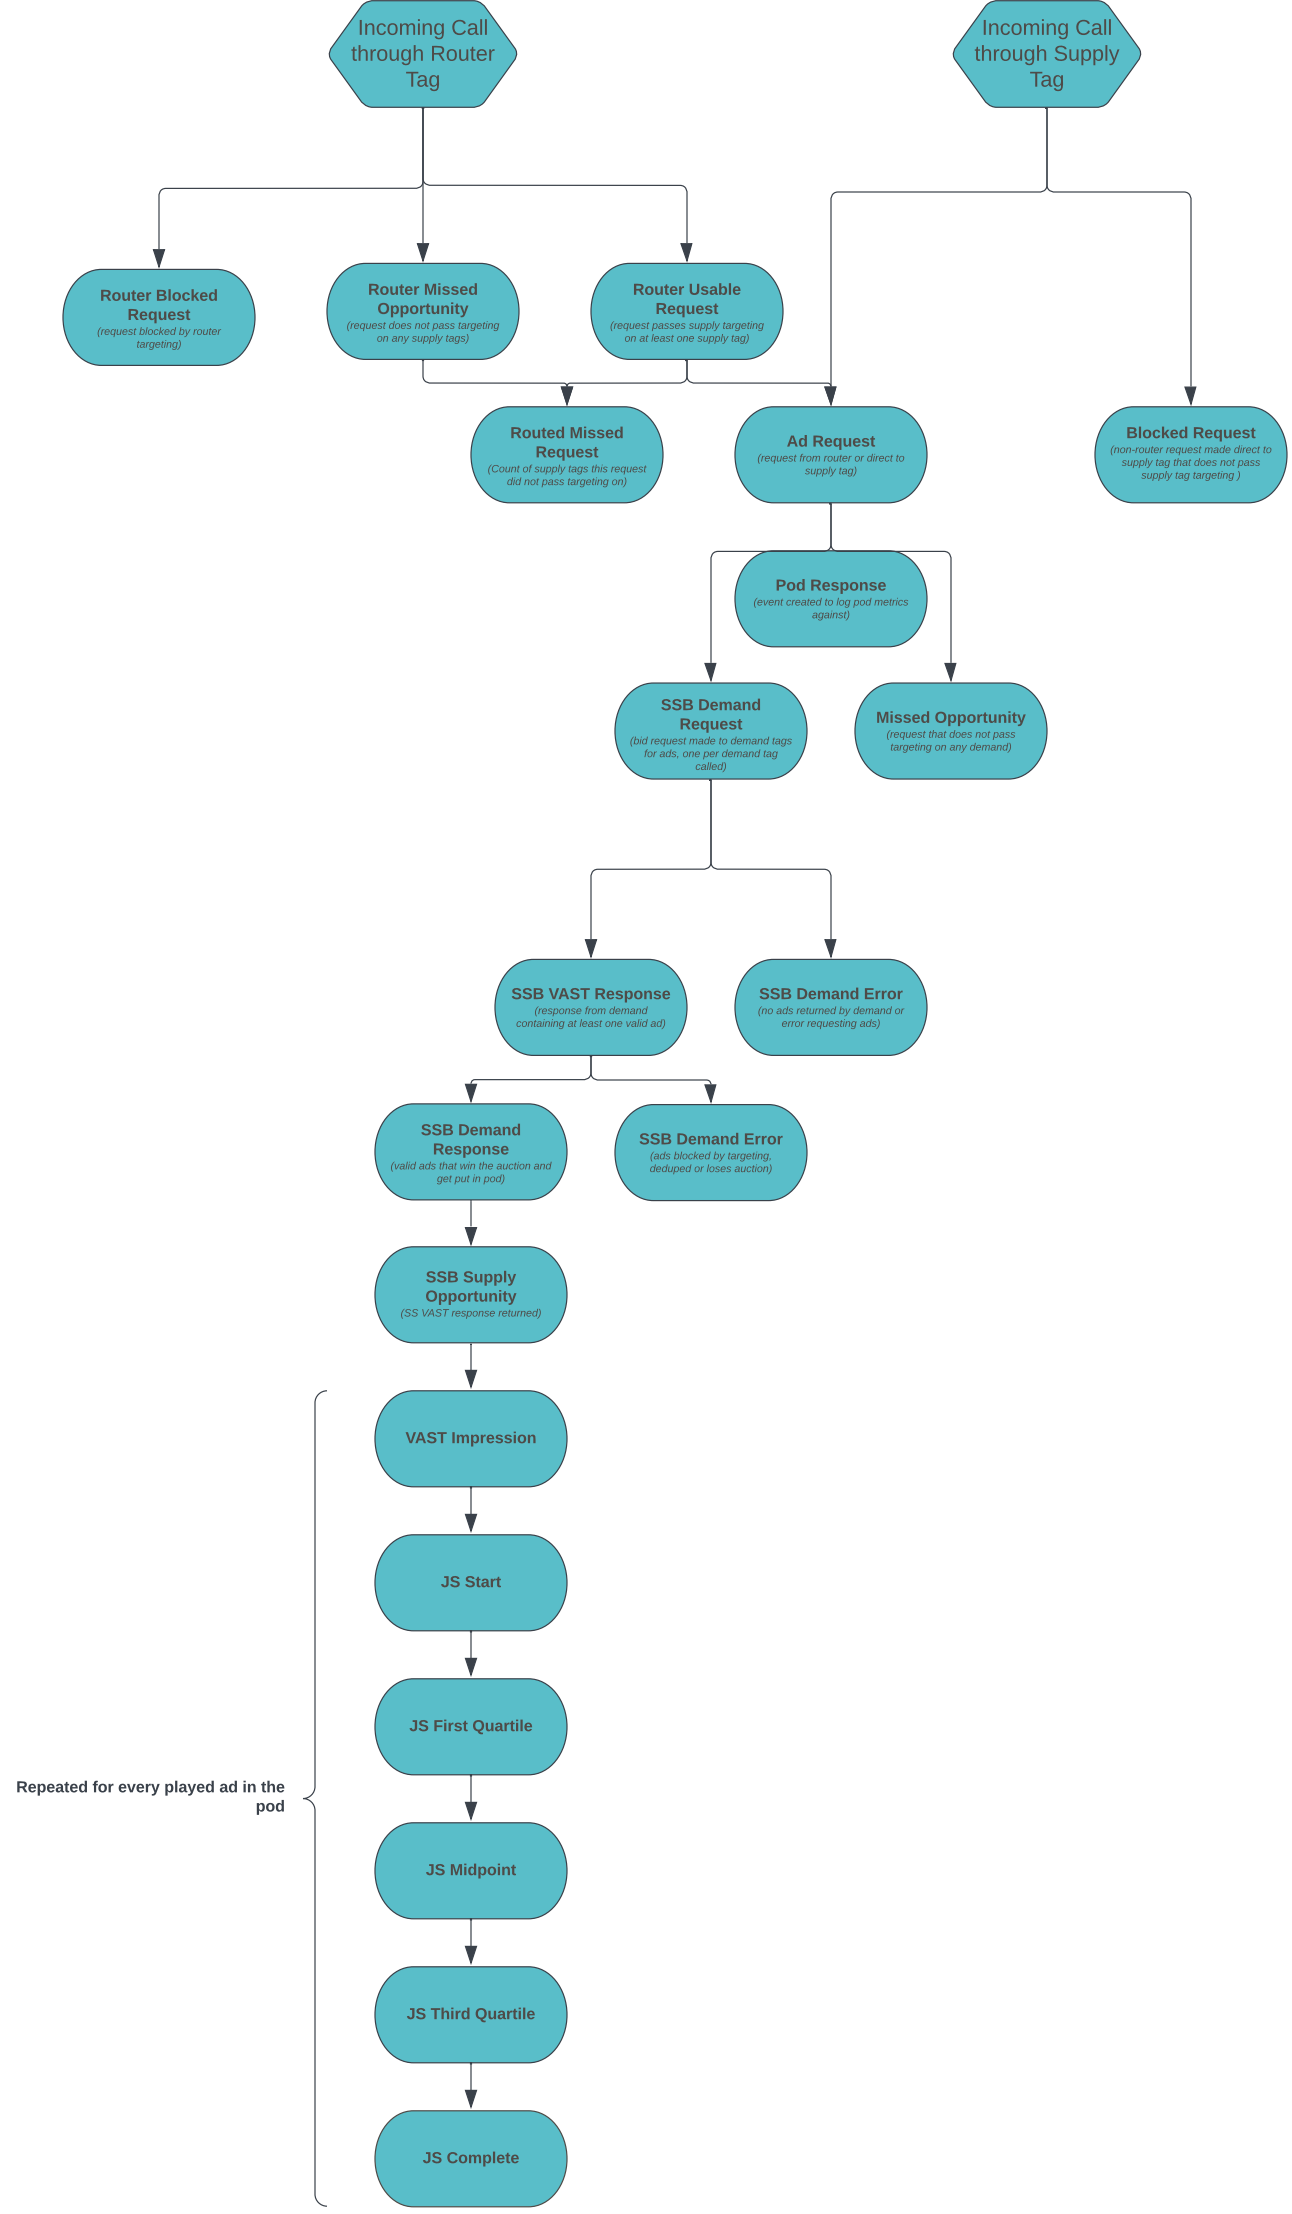 Incoming Call
through Router
Tag
Incoming Call
through Supply
Tag
Router Blocked
Request
(request blocked by router
targeting)
Router Missed
Opportunity
(request does not pass targeting
on any supply tags)
Router Usable
Request
(request passes supply targeting
on at least one supply tag)
Routed Missed
Request
(Count of supply tags this request
did not pass targeting on)
Ad Request
(request from router or direct to
supply tag)
Blocked Request
(non-router request made direct to
supply tag that does not pass
supply tag targeting )
Pod Response
(event created to log pod metrics
against)
SSB Demand
Request
(bid request made to demand tags
for ads, one per demand tag
called)
Missed Opportunity
(request that does not pass
targeting on any demand)
SSB VAST Response
(response from demand
containing at least one valid ad)
SSB Demand Error
(no ads returned by demand or
error requesting ads)
SSB Demand
Response
(valid ads that win the auction and
get put in pod)
SSB Demand Error
(ads blocked by targeting,
deduped or loses auction)
SSB Supply
Opportunity
(SS VAST response returned)
VAST Impression
JS Start
JS First Quartile
Repeated for every played ad in the
pod
JS Midpoint
JS Third Quartile
JS Complete